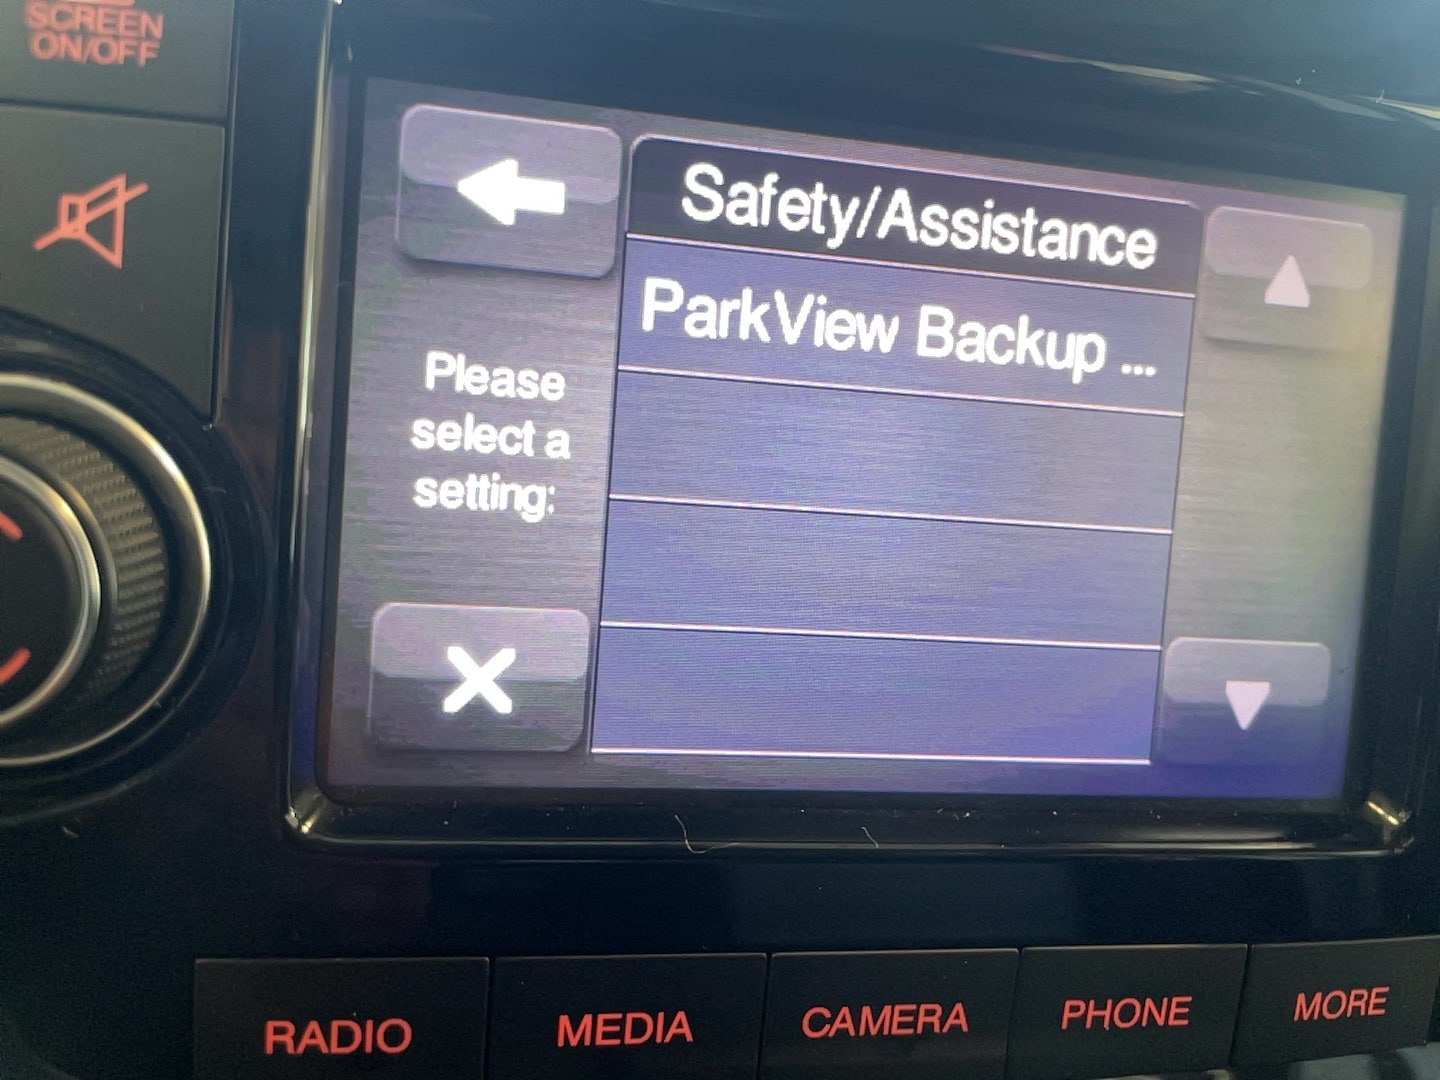 SCREEN
ON/OFF
Safety/Assistance
ParkView Backup ...
Please
select a
setting:
RADIO
MEDIA
CAMERA
PHONE
MORE